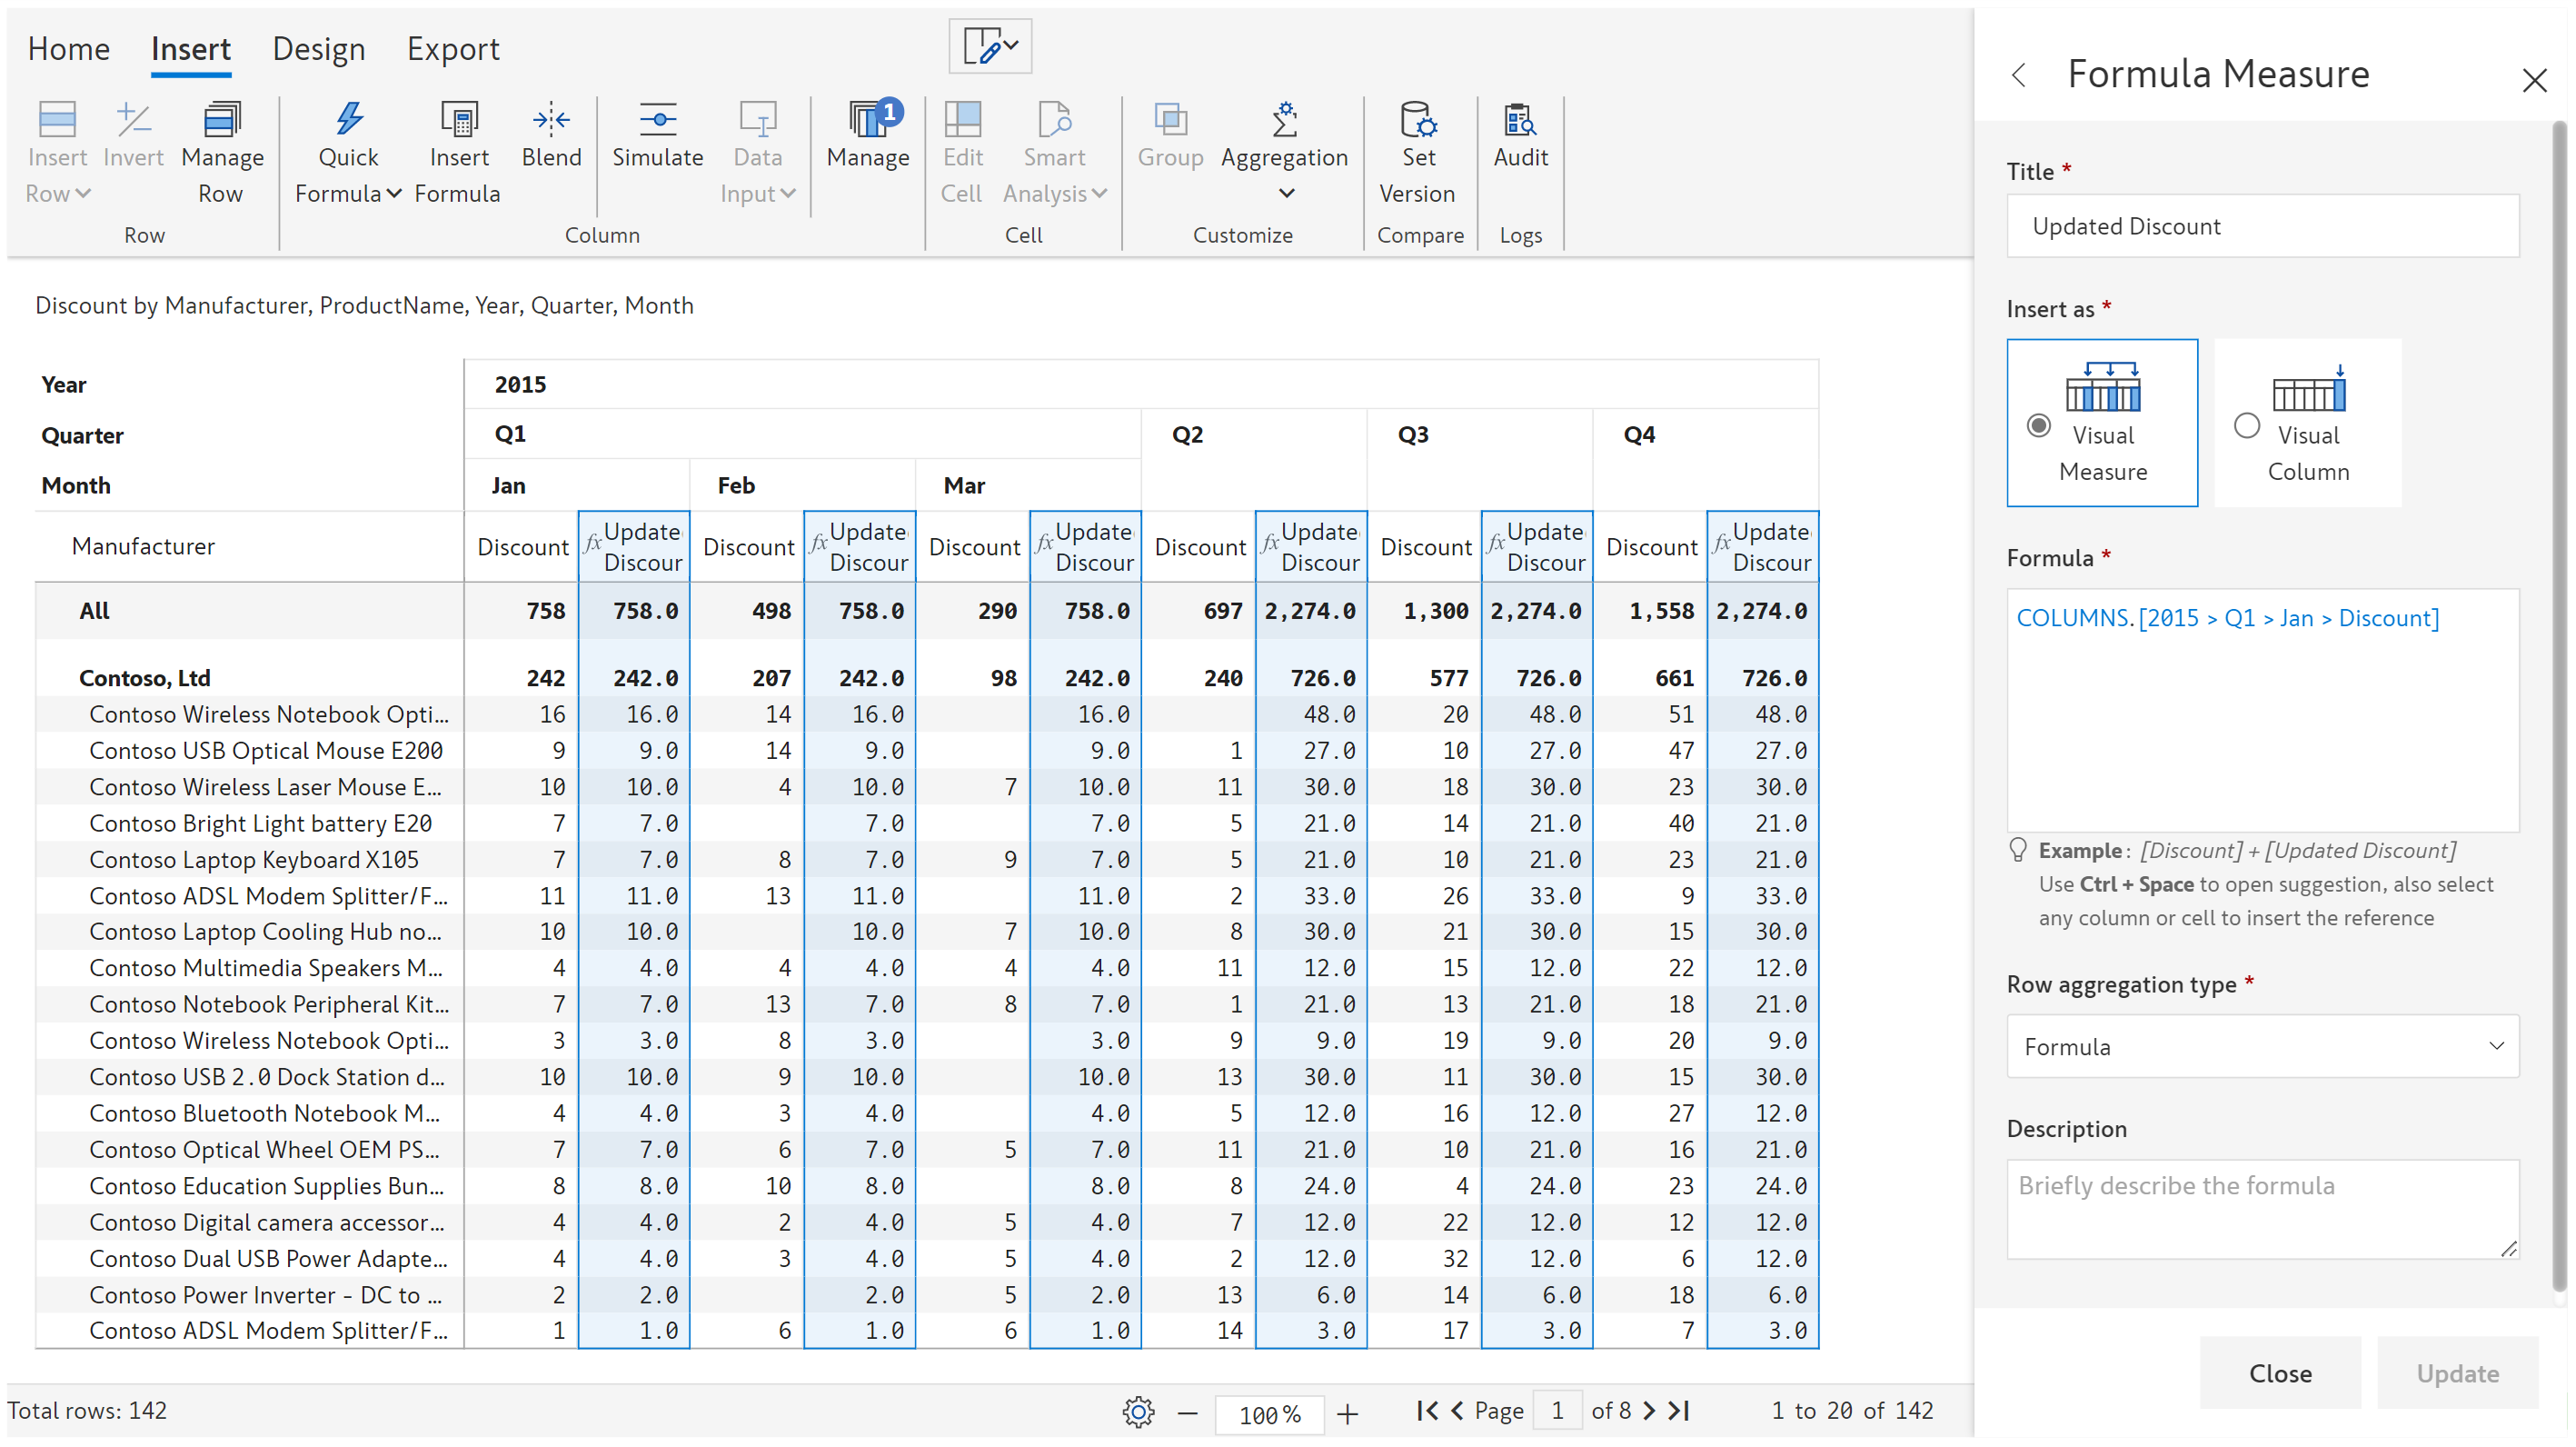 Home Insert Design Export
Insert Row Invert Manage Row Quick Formula Insert Formula Blend Simulate Data Input Manage 1 Edit Cell Smart Analysis Group Aggregation Set Version Audit
Row Column Cell Customize Compare Logs
Discount by Manufacturer, ProductName, Year, Quarter, Month
Year 2015
Quarter Q1 Q2 Q3 Q4
Month Jan Feb Mar
Manufacturer Discount fx Update Discour Discount fx Update Discour Discount fx Update Discour Discount fx Update Discour Discount fx Update Discour Discount fx Update Discour
All 758 758.0 498 758.0 290 758.0 697 2,274.0 1,300 2,274.0 1,558 2,274.0
Contoso, Ltd 242 242.0 207 242.0 98 242.0 240 726.0 577 726.0 661 726.0
Contoso Wireless Notebook Opti... 16 16.0 14 16.0 16.0 48.0 20 48.0 51 48.0
Contoso USB Optical Mouse E200 9 9.0 14 9.0 9.0 1 27.0 10 27.0 47 27.0
Contoso Wireless Laser Mouse E... 10 10.0 4 10.0 7 10.0 11 30.0 18 30.0 23 30.0
Contoso Bright Light battery E20 7 7.0 7.0 7.0 5 21.0 14 21.0 40 21.0
Contoso Laptop Keyboard X105 7 7.0 8 7.0 9 7.0 5 21.0 10 21.0 23 21.0
Contoso ADSL Modem Splitter/F... 11 11.0 13 11.0 11.0 2 33.0 26 33.0 9 33.0
Contoso Laptop Cooling Hub no... 10 10.0 10.0 7 10.0 8 30.0 21 30.0 15 30.0
Contoso Multimedia Speakers M... 4 4.0 4 4.0 4 4.0 11 12.0 15 12.0 22 12.0
Contoso Notebook Peripheral Kit... 7 7.0 13 7.0 8 7.0 1 21.0 13 21.0 18 21.0
Contoso Wireless Notebook Opti... 3 3.0 8 3.0 3.0 9 9.0 19 9.0 20 9.0
Contoso USB 2.0 Dock Station d... 10 10.0 9 10.0 10.0 13 30.0 11 30.0 15 30.0
Contoso Bluetooth Notebook M... 4 4.0 3 4.0 4.0 5 12.0 16 12.0 27 12.0
Contoso Optical Wheel OEM PS... 7 7.0 6 7.0 5 7.0 11 21.0 10 21.0 16 21.0
Contoso Education Supplies Bun... 8 8.0 10 8.0 8.0 8 24.0 4 24.0 23 24.0
Contoso Digital camera accessor... 4 4.0 2 4.0 5 4.0 7 12.0 22 12.0 12 12.0
Contoso Dual USB Power Adapte... 4 4.0 3 4.0 5 4.0 2 12.0 32 12.0 6 12.0
Contoso Power Inverter - DC to ... 2 2.0 2.0 5 2.0 13 6.0 14 6.0 18 6.0
Contoso ADSL Modem Splitter/F... 1 1.0 6 1.0 6 1.0 14 3.0 17 3.0 7 3.0
Total rows: 142 100% Page 1 of 8 1 to 20 of 142
Formula Measure
Title *
Updated Discount
Insert as *
Visual Measure Visual Column
Formula *
COLUMNS.[2015 > Q1 > Jan > Discount]
Example: [Discount] + [Updated Discount]
Use Ctrl + Space to open suggestion, also select
any column or cell to insert the reference
Row aggregation type *
Formula
Description
Briefly describe the formula
Close Update